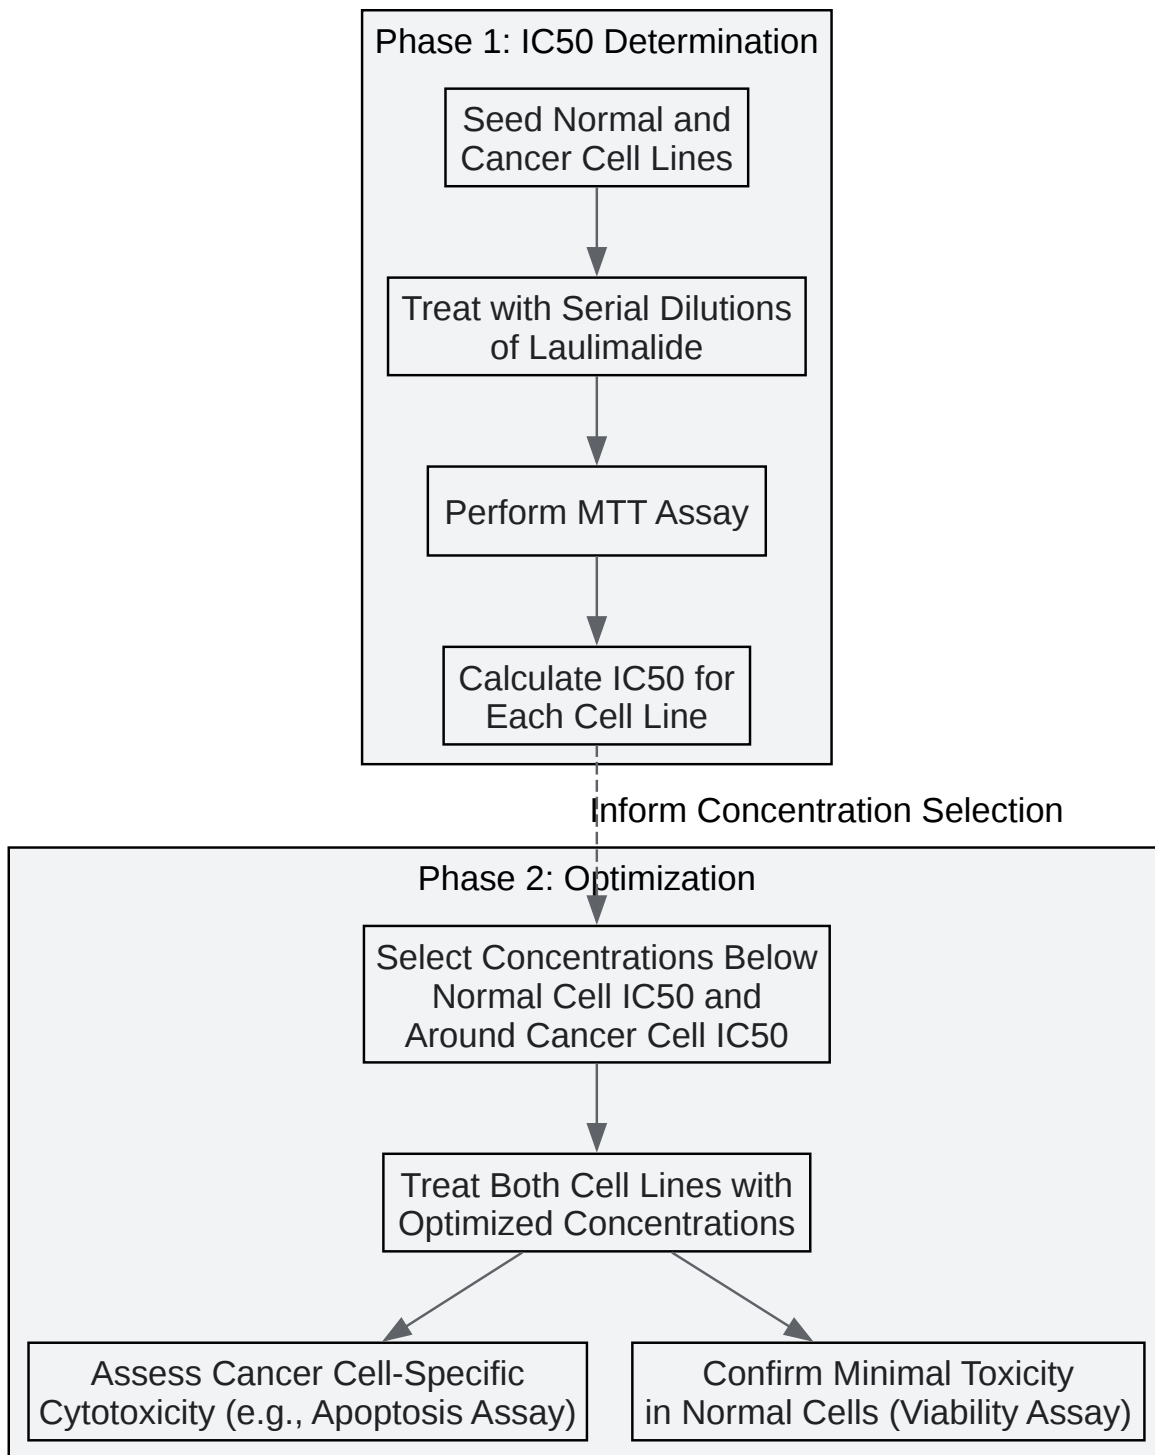 Phase 1: IC50 Determination
Seed Normal and
Cancer Cell Lines
Treat with Serial Dilutions
of Laulimalide
Perform MTT Assay
Calculate IC50 for
Each Cell Line
Inform Concentration Selection
Phase 2: Optimization
Select Concentrations Below
Normal Cell IC50 and
Around Cancer Cell IC50
Treat Both Cell Lines with
Optimized Concentrations
Assess Cancer Cell-Specific
Cytotoxicity (e.g., Apoptosis Assay)
Confirm Minimal Toxicity
in Normal Cells (Viability Assay)